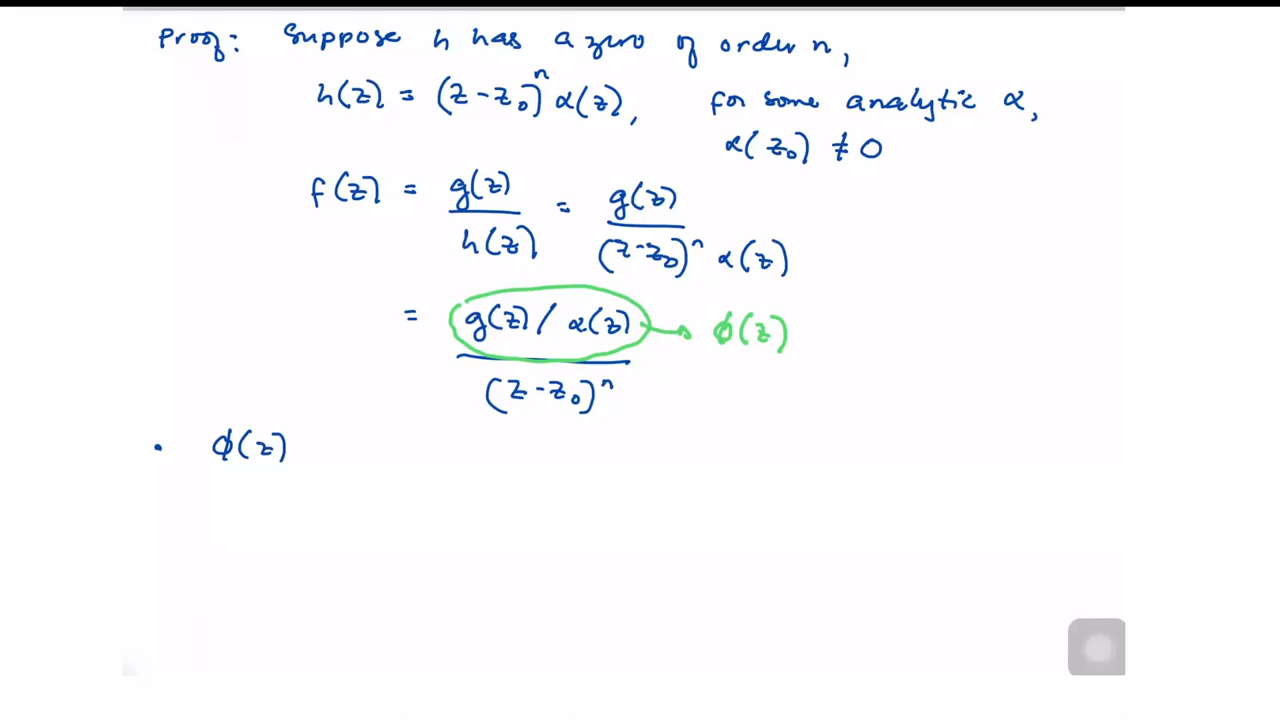 Proof: Suppose h has a zero of order n,
h(z) = (z-z₀)ⁿ α(z), for some analytic α,
α(z₀) ≠ 0
f(z) = g(z)/h(z) = g(z)/(z-z₀)ⁿ α(z)
= g(z)/α(z) → ϕ(z)
(z-z₀)ⁿ
• ϕ(z)